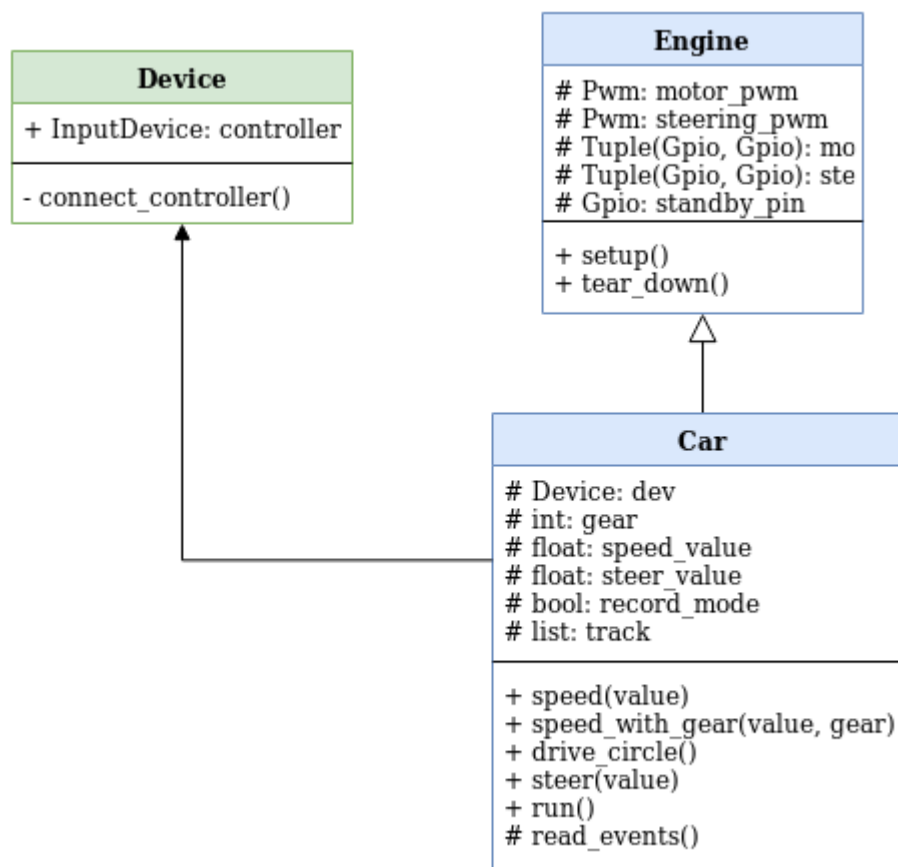 Device
+ InputDevice: controller
- connect_controller()
Engine
# Pwm: motor_pwm
# Pwm: steering_pwm
# Tuple(Gpio, Gpio): mo
# Tuple(Gpio, Gpio): ste
# Gpio: standby_pin
+ setup()
+ tear_down()
Car
# Device: dev
# int: gear
# float: speed_value
# float: steer_value
# bool: record_mode
# list: track
+ speed(value)
+ speed_with_gear(value, gear)
+ drive_circle()
+ steer(value)
+ run()
# read_events()